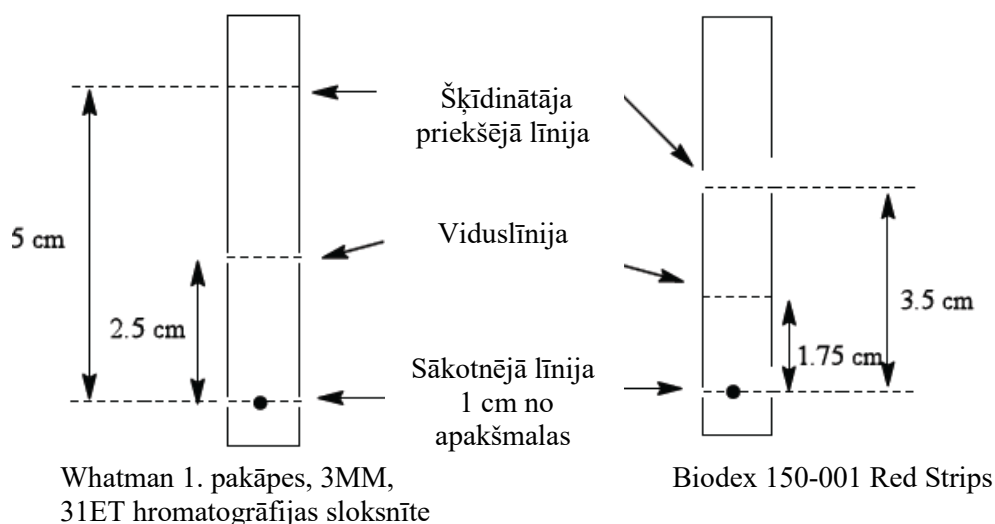 Šķīdinātāja
priekšējā līnija
5 cm
Viduslīnija
3.5 cm
2.5 cm
1.75 cm
Sākotnējā līnija
1 cm no
apakšmalas
Whatman 1. pakāpes, 3MM,
31ET hromatogrāfijas sloksnīte
Biodex 150-001 Red Strips